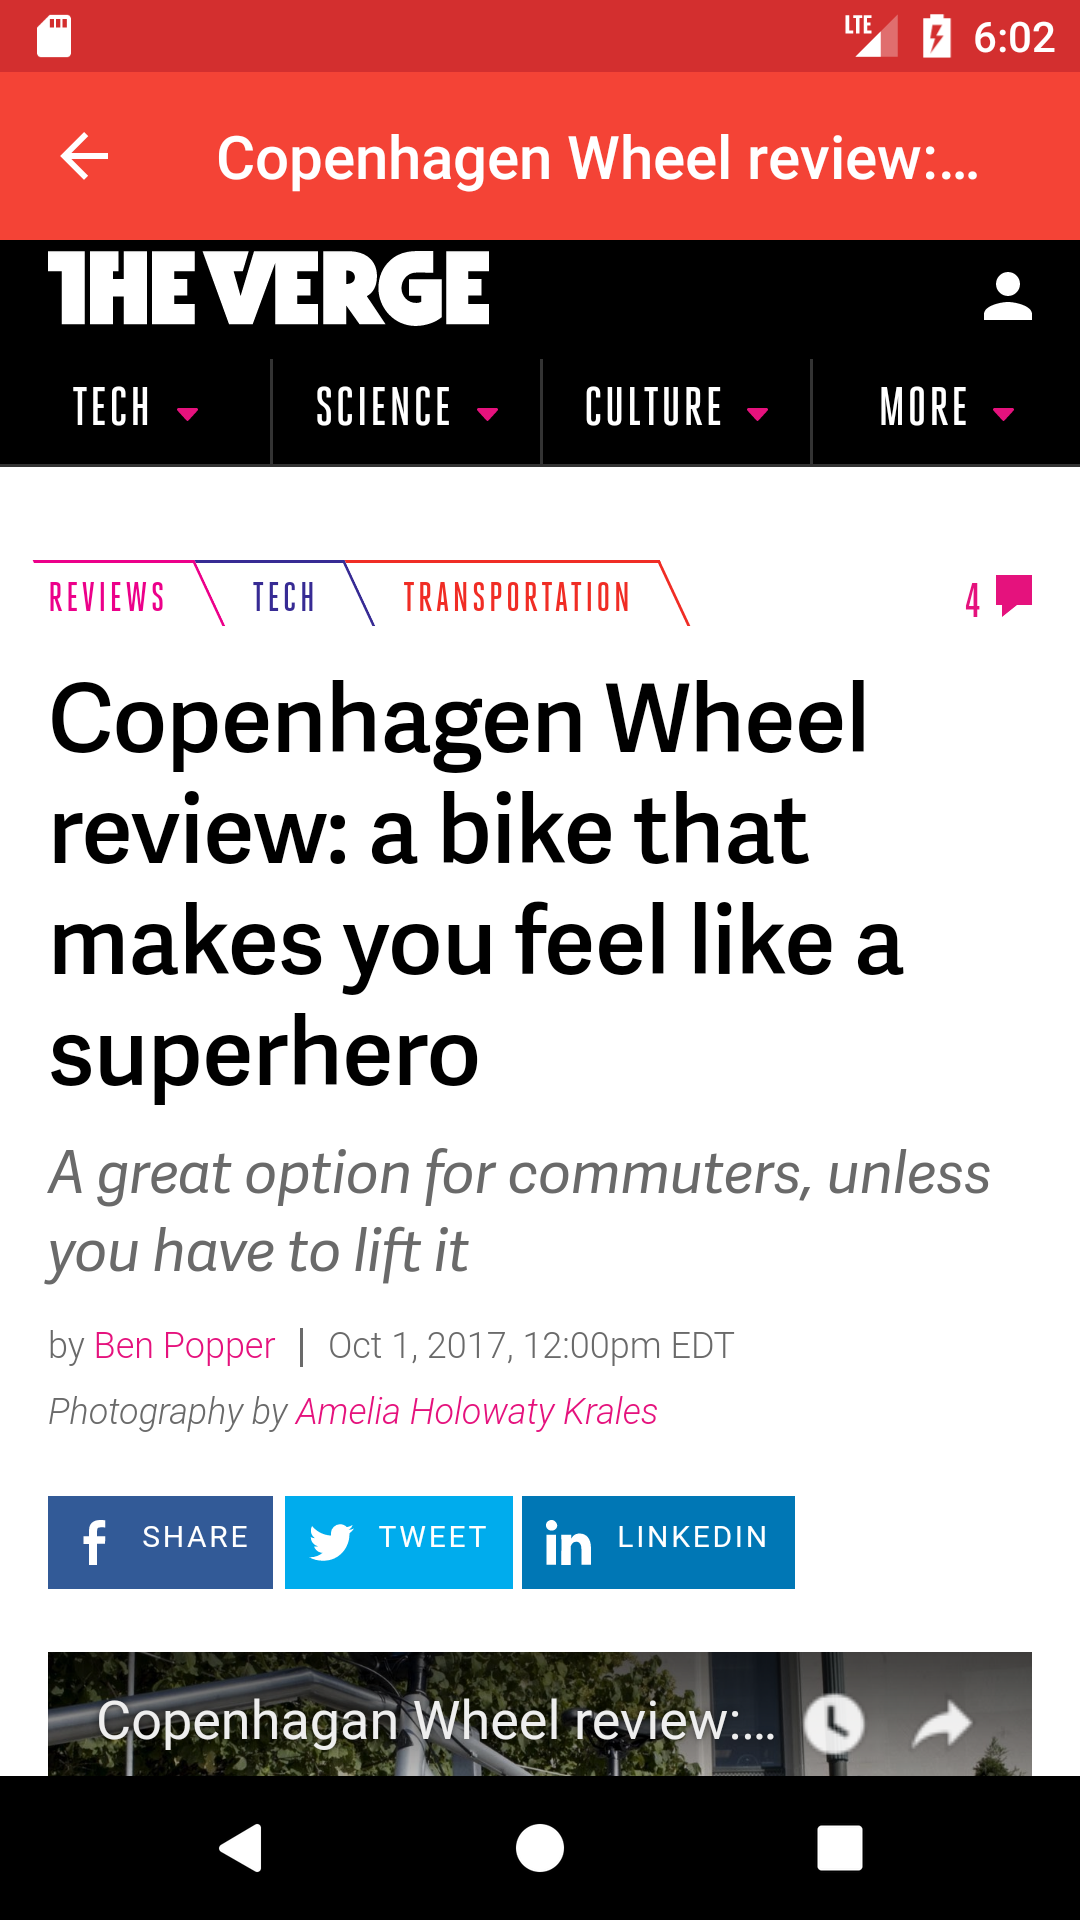 LTE 6:02
Copenhagen Wheel review:...
THE VERGE
TECH SCIENCE CULTURE MORE
REVIEWS TECH TRANSPORTATION 4
Copenhagen Wheel
review: a bike that
makes you feel like a
superhero
A great option for commuters, unless
you have to lift it
by Ben Popper | Oct 1, 2017, 12:00pm EDT
Photography by Amelia Holowaty Krales
SHARE TWEET LINKEDIN
Copenhagan Wheel review:...